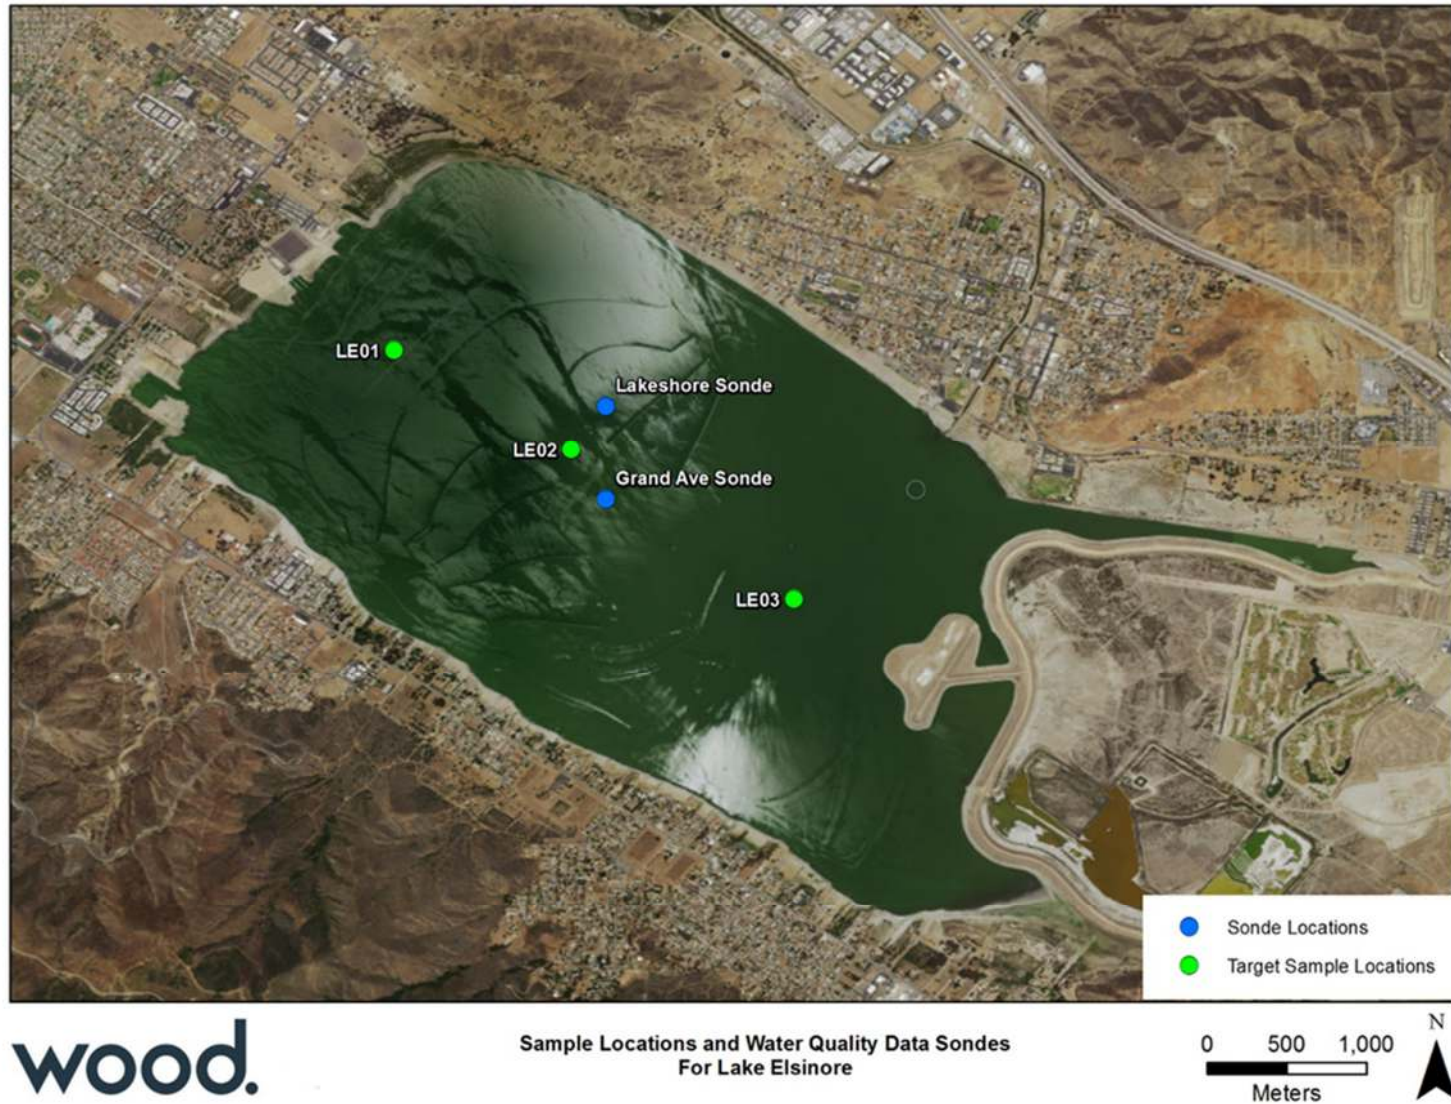 LE01
Lakeshore Sonde
LE02
Grand Ave Sonde
LE03
Sonde Locations
Target Sample Locations
wood.
Sample Locations and Water Quality Data Sondes
For Lake Elsinore
0 500 1,000
Meters
N